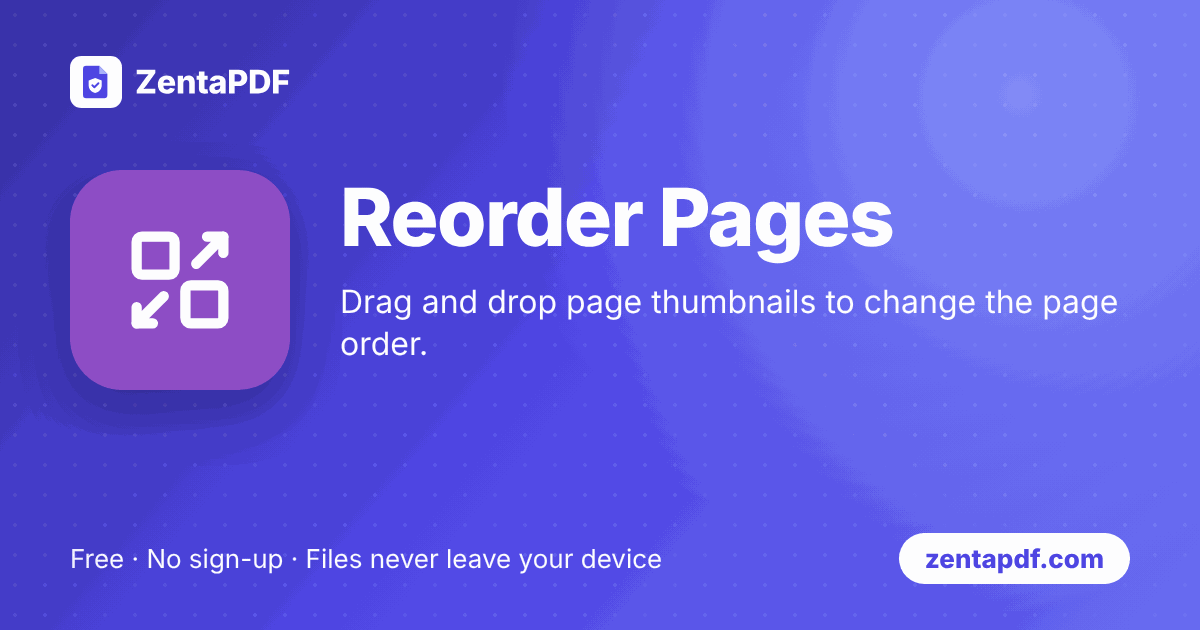 ZentaPDF
Reorder Pages
Drag and drop page thumbnails to change the page
order.
Free · No sign-up · Files never leave your device
zentapdf.com